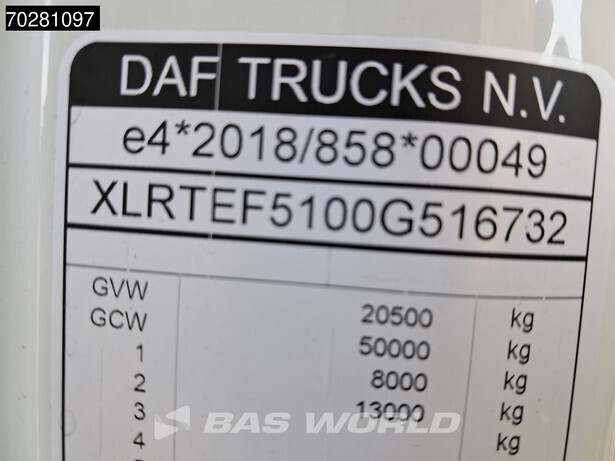 70281097
DAF TRUCKS N.V.
e4*2018/858*00049
XLRTEF5100G516732
GVW 20500 kg
GCW 50000 kg
1 8000 kg
2 13000 kg
3 kg
4
BAS WORLD